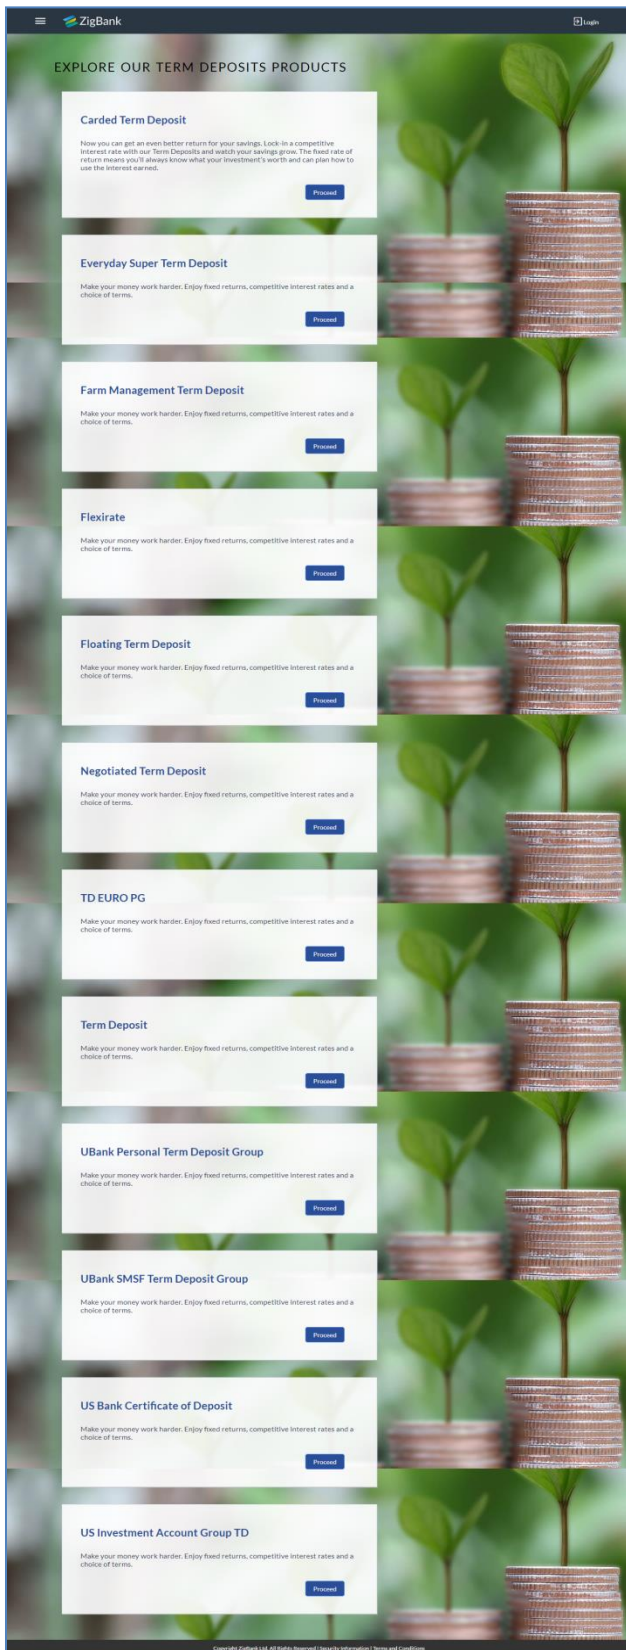 ZigBank
Login
EXPLORE OUR TERM DEPOSITS PRODUCTS
Carded Term Deposit
Now you can get an even better return for your savings. Lock-in a competitive
interest rate with our Term Deposits and watch your savings grow. The fixed rate of
return means you'll always know what your investment's worth and can plan how to
use the interest earned.
Proceed
Everyday Super Term Deposit
Make your money work harder. Enjoy fixed returns, competitive interest rates and a
choice of terms.
Proceed
Farm Management Term Deposit
Make your money work harder. Enjoy fixed returns, competitive interest rates and a
choice of terms.
Proceed
Flexirate
Make your money work harder. Enjoy fixed returns, competitive interest rates and a
choice of terms.
Proceed
Floating Term Deposit
Make your money work harder. Enjoy fixed returns, competitive interest rates and a
choice of terms.
Proceed
Negotiated Term Deposit
Make your money work harder. Enjoy fixed returns, competitive interest rates and a
choice of terms.
Proceed
TD EURO PG
Make your money work harder. Enjoy fixed returns, competitive interest rates and a
choice of terms.
Proceed
Term Deposit
Make your money work harder. Enjoy fixed returns, competitive interest rates and a
choice of terms.
Proceed
UBank Personal Term Deposit Group
Make your money work harder. Enjoy fixed returns, competitive interest rates and a
choice of terms.
Proceed
UBank SMSF Term Deposit Group
Make your money work harder. Enjoy fixed returns, competitive interest rates and a
choice of terms.
Proceed
US Bank Certificate of Deposit
Make your money work harder. Enjoy fixed returns, competitive interest rates and a
choice of terms.
Proceed
US Investment Account Group TD
Make your money work harder. Enjoy fixed returns, competitive interest rates and a
choice of terms.
Proceed
Copyright ZigBank Ltd. All Rights Reserved | Security Information | Terms and Conditions